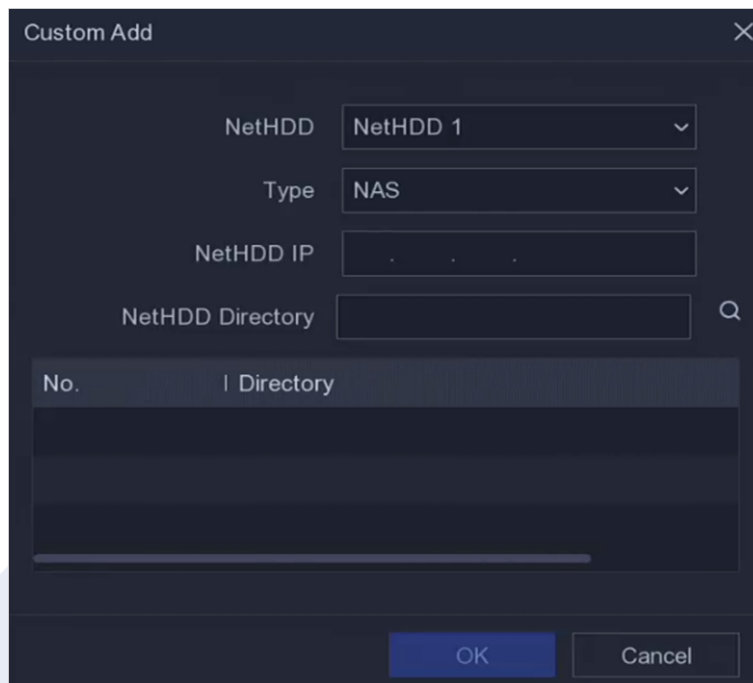 Custom Add
NetHDD NetHDD 1
Type NAS
NetHDD IP . . .
NetHDD Directory
No. Directory
OK Cancel